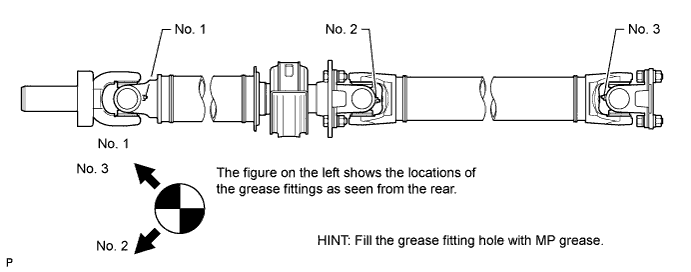 No. 1
No. 2
No. 3
No. 1
No. 3
The figure on the left shows the locations of
the grease fittings as seen from the rear.
No. 2
HINT: Fill the grease fitting hole with MP grease.
P